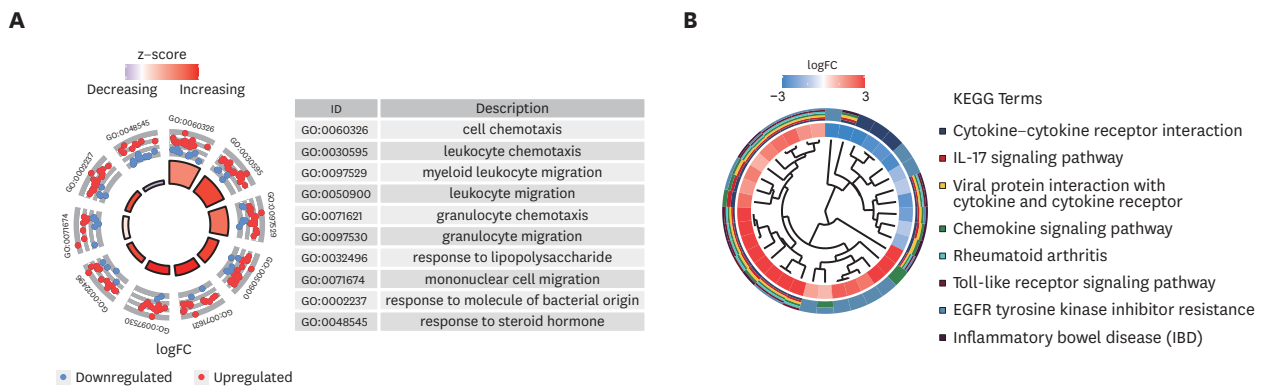 A
z-score
Decreasing Increasing
GO:0060326
GO:0030595
GO:0097529
GO:0050900
GO:0071621
GO:0097530
GO:0032496
GO:0071674
GO:0002237
GO:0048545
logFC
Downregulated
Upregulated
ID Description
GO:0060326 cell chemotaxis
GO:0030595 leukocyte chemotaxis
GO:0097529 myeloid leukocyte migration
GO:0050900 leukocyte migration
GO:0071621 granulocyte chemotaxis
GO:0097530 granulocyte migration
GO:0032496 response to lipopolysaccharide
GO:0071674 mononuclear cell migration
GO:0002237 response to molecule of bacterial origin
GO:0048545 response to steroid hormone
B
logFC
−3 3
KEGG Terms
Cytokine−cytokine receptor interaction
IL-17 signaling pathway
Viral protein interaction with
cytokine and cytokine receptor
Chemokine signaling pathway
Rheumatoid arthritis
Toll-like receptor signaling pathway
EGFR tyrosine kinase inhibitor resistance
Inflammatory bowel disease (IBD)